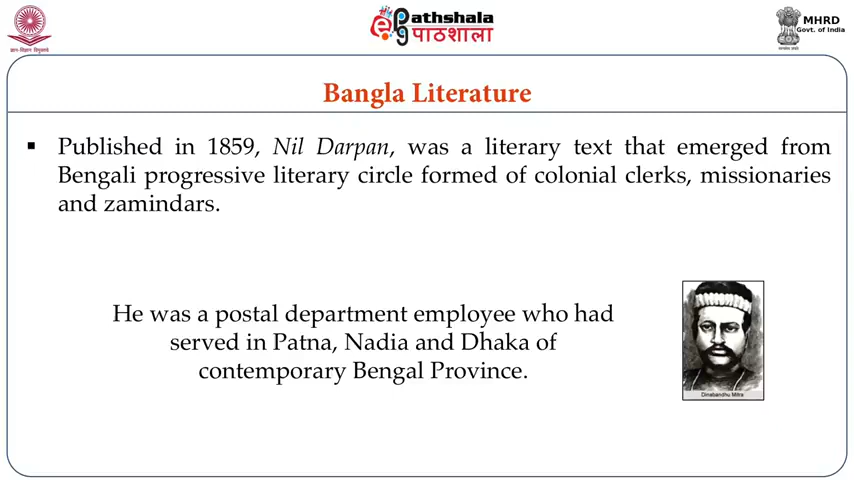 ePathshala
पाठशाला
MHRD
Govt. of India
Bangla Literature
▪ Published in 1859, Nil Darpan, was a literary text that emerged from
Bengali progressive literary circle formed of colonial clerks, missionaries
and zamindars.
He was a postal department employee who had
served in Patna, Nadia and Dhaka of
contemporary Bengal Province.
Dinabandhu Mitra